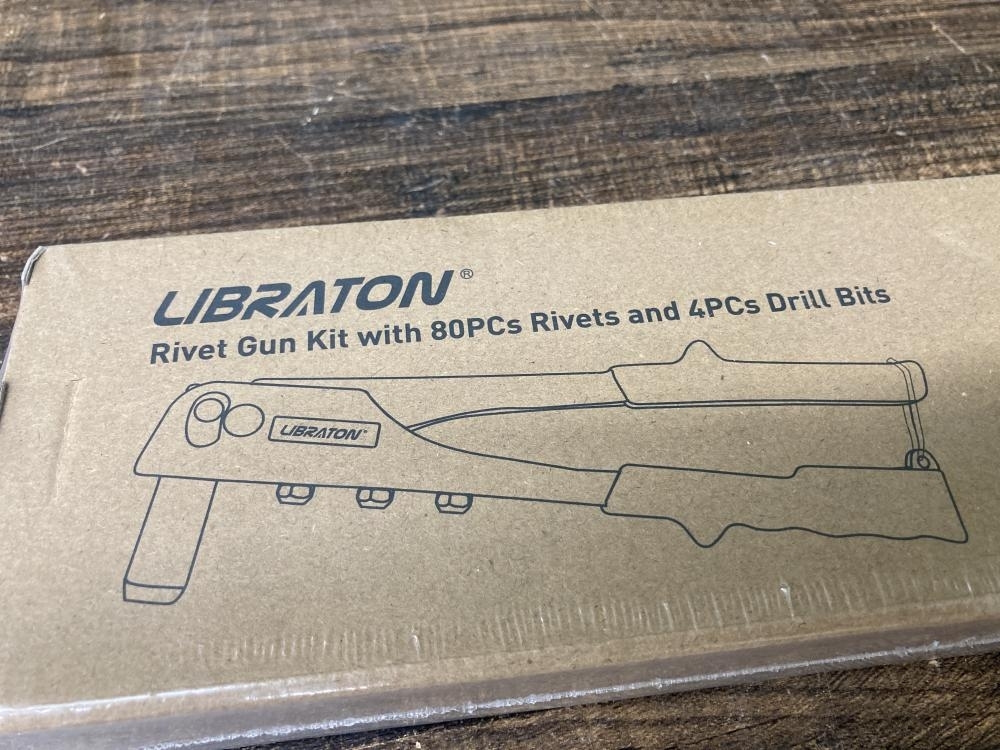 LIBRATON®
Rivet Gun Kit with 80PCs Rivets and 4PCs Drill Bits
LIBRATON